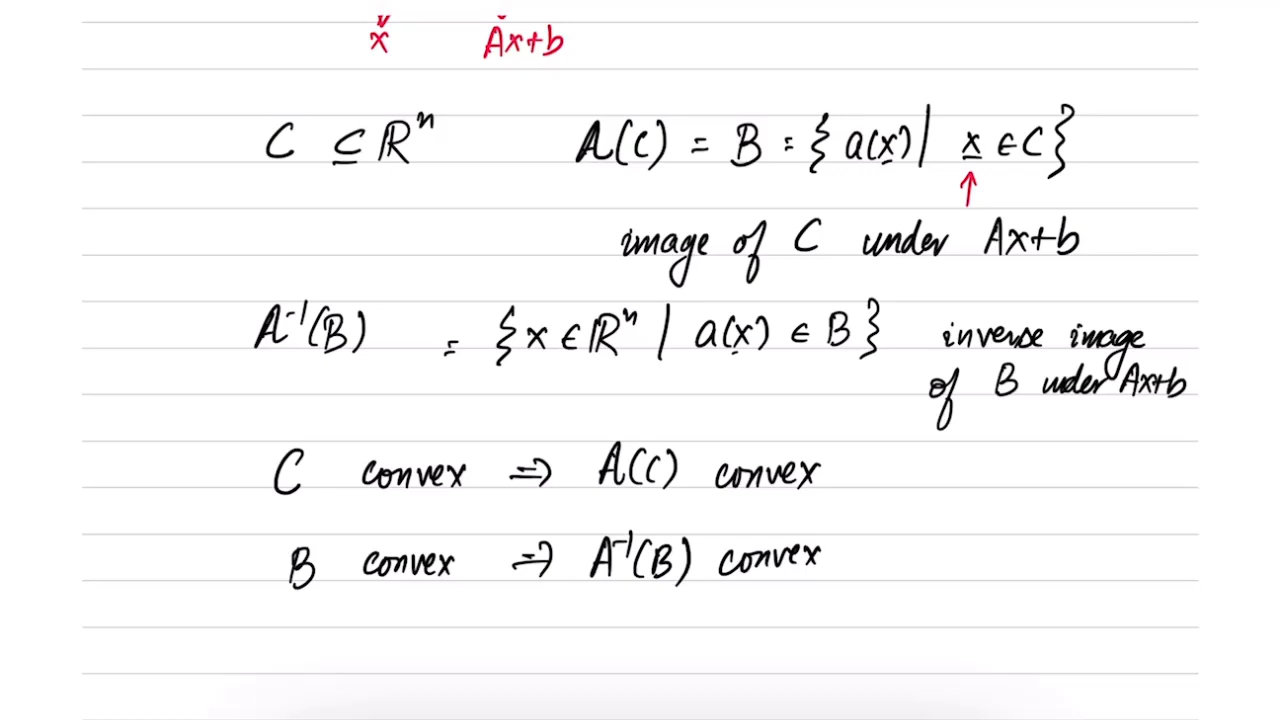 x Ax+b
C ⊆ ℝⁿ A(C) = B = { a(x) | x ∈ C }
↑
image of C under Ax+b
A⁻¹(B) = { x ∈ ℝⁿ | a(x) ∈ B } inverse image
of B under Ax+b
C convex ⇒ A(C) convex
B convex ⇒ A⁻¹(B) convex